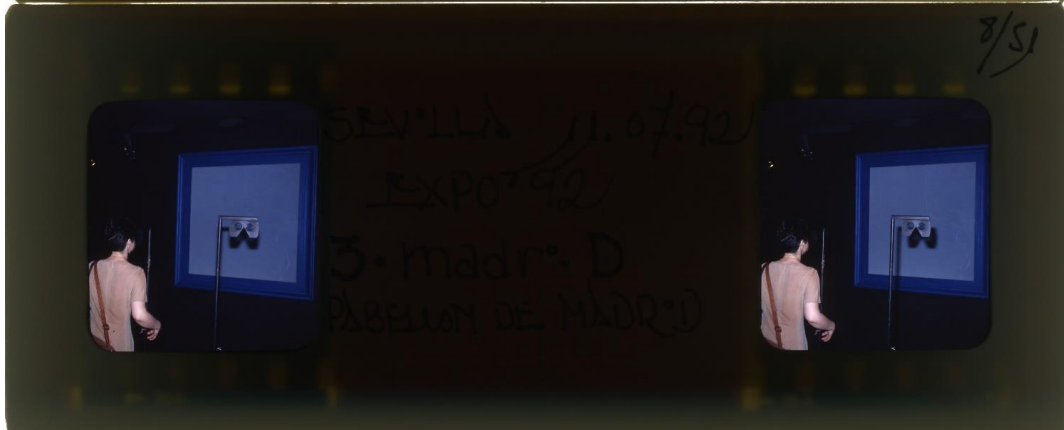 8/51
SEVILLA 11.07.92
EXPO'92
3. MADRID
PABELLON DE MADRID